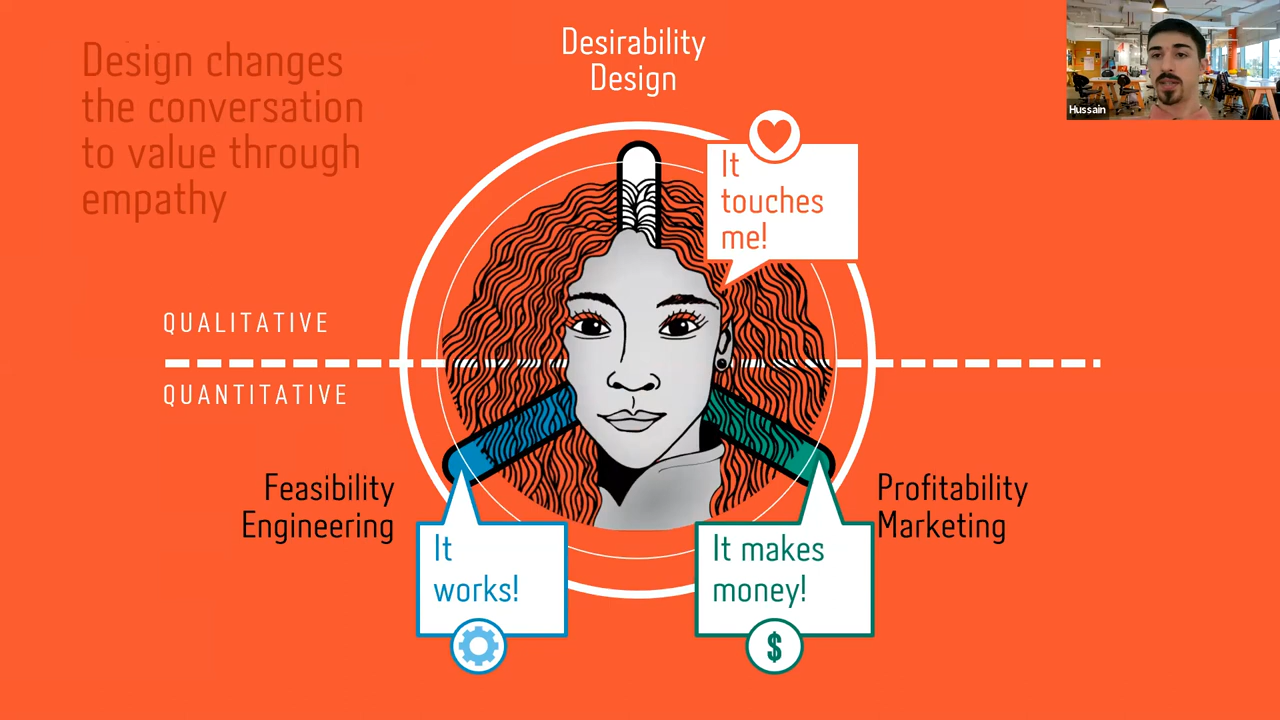 Design changes
the conversation
to value through
empathy
Desirability
Design
Hussain
It
touches
me!
QUALITATIVE
QUANTITATIVE
Feasibility
Engineering
Profitability
Marketing
It
works!
It makes
money!
$